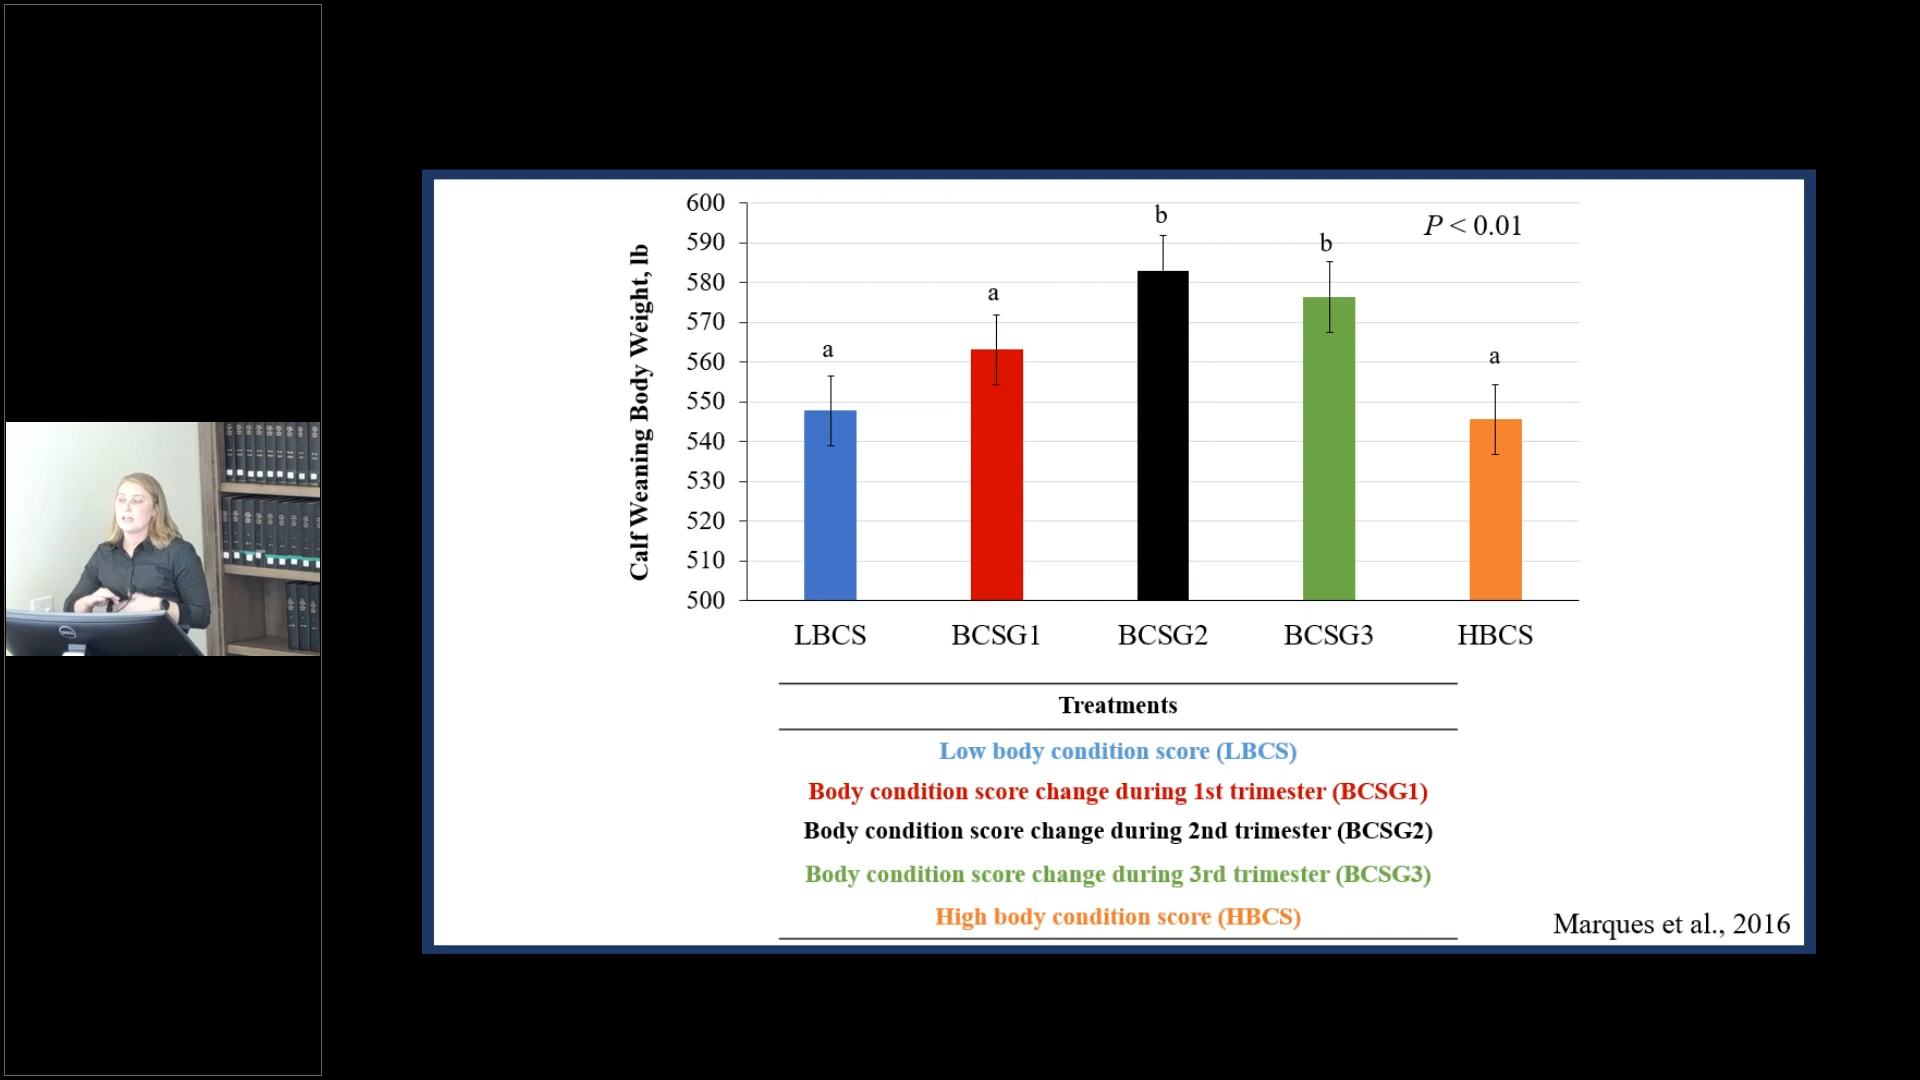 600
590
580
570
560
550
540
530
520
510
500
Calf Weaning Body Weight, lb
a
a
b
b
a
P < 0.01
LBCS
BCSG1
BCSG2
BCSG3
HBCS
Treatments
Low body condition score (LBCS)
Body condition score change during 1st trimester (BCSG1)
Body condition score change during 2nd trimester (BCSG2)
Body condition score change during 3rd trimester (BCSG3)
High body condition score (HBCS)
Marques et al., 2016
DELL